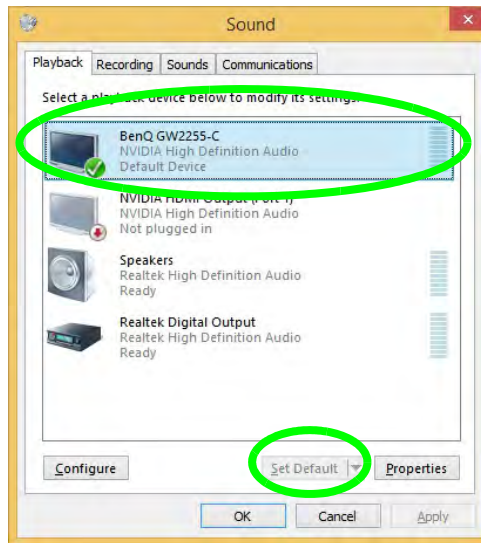 Sound
Playback Recording Sounds Communications
Select a playback device below to modify its settings:
BenQ GW2255-C
NVIDIA High Definition Audio
Default Device
NVIDIA HDMI Output (Port 1)
NVIDIA High Definition Audio
Not plugged in
Speakers
Realtek High Definition Audio
Ready
Realtek Digital Output
Realtek High Definition Audio
Ready
Configure Set Default Properties
OK Cancel Apply